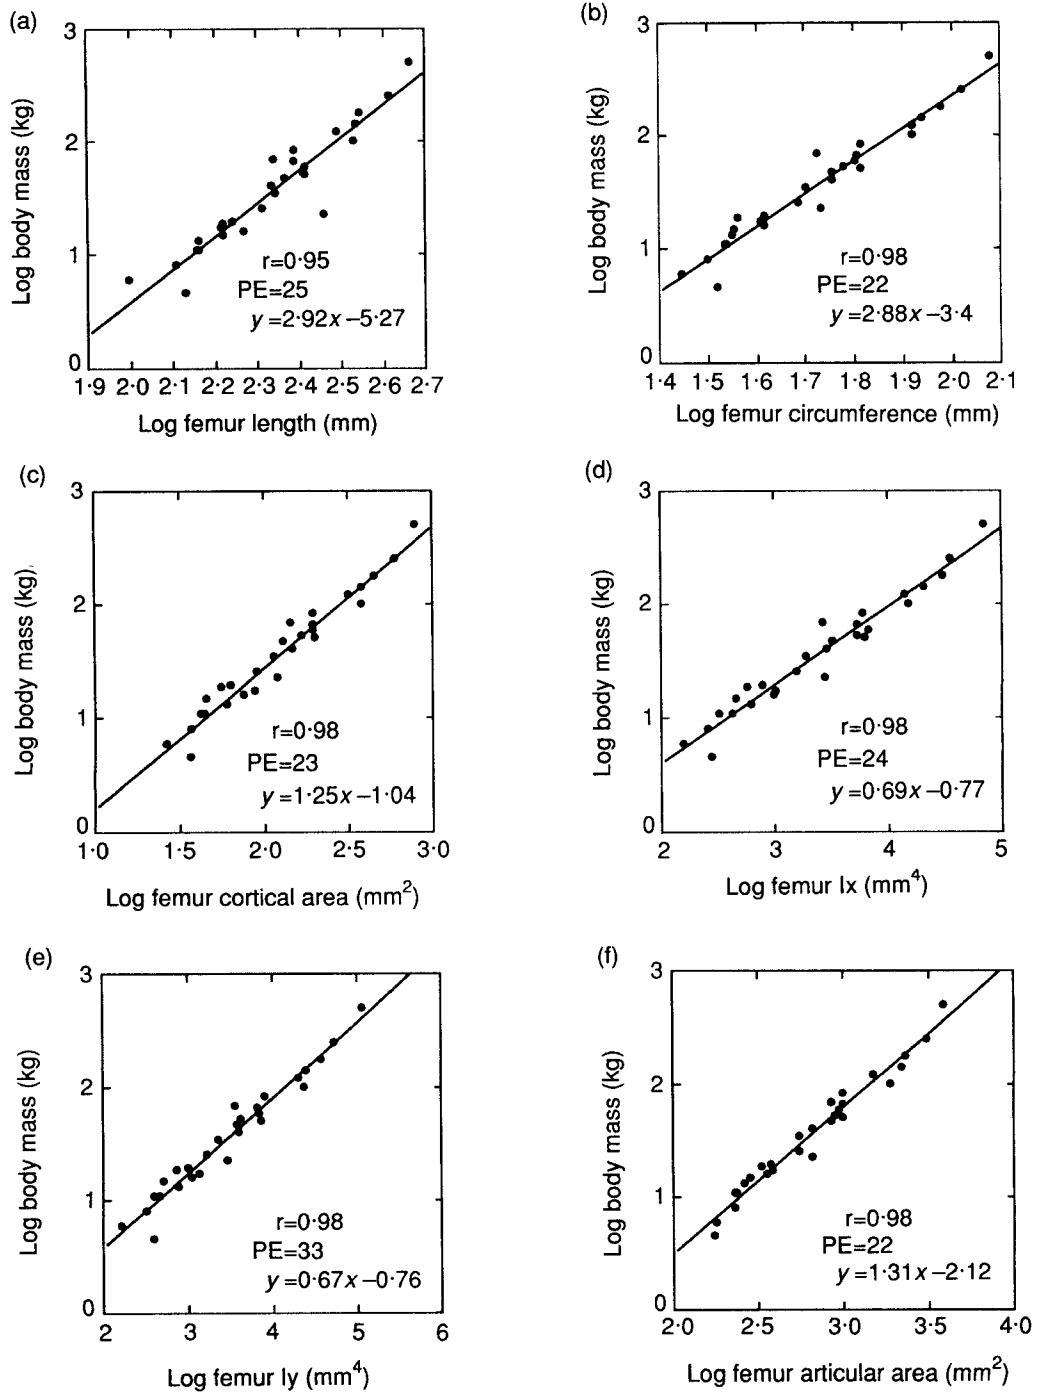 (a)
3
2
1
0
Log body mass (kg)
r=0·95
PE=25
y=2·92x−5·27
1·9 2·0 2·1 2·2 2·3 2·4 2·5 2·6 2·7
Log femur length (mm)
(b)
3
2
1
0
Log body mass (kg)
r=0·98
PE=22
y=2·88x−3·4
1·4 1·5 1·6 1·7 1·8 1·9 2·0 2·1
Log femur circumference (mm)
(c)
3
2
1
0
Log body mass (kg)
r=0·98
PE=23
y=1·25x−1·04
1·0 1·5 2·0 2·5 3·0
Log femur cortical area (mm²)
(d)
3
2
1
0
Log body mass (kg)
r=0·98
PE=24
y=0·69x−0·77
2 3 4 5
Log femur Ix (mm⁴)
(e)
3
2
1
0
Log body mass (kg)
r=0·98
PE=33
y=0·67x−0·76
2 3 4 5 6
Log femur Iy (mm⁴)
(f)
3
2
1
0
Log body mass (kg)
r=0·98
PE=22
y=1·31x−2·12
2·0 2·5 3·0 3·5 4·0
Log femur articular area (mm²)